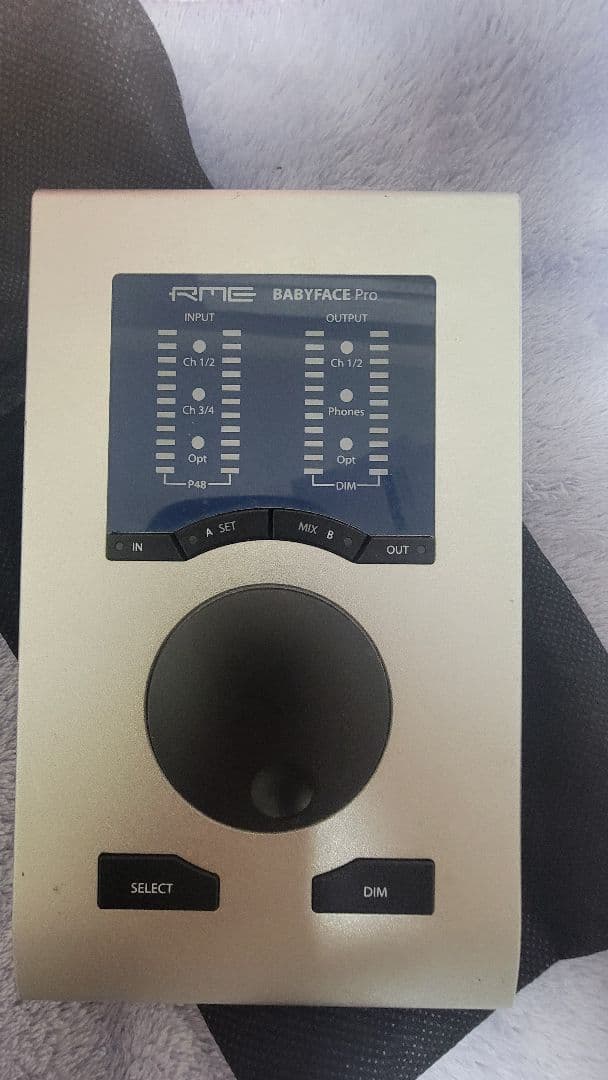 RME BABYFACE Pro
INPUT OUTPUT
Ch 1/2 Ch 1/2
Ch 3/4 Phones
Opt Opt
P48 DIM
IN A SET MIX B OUT
SELECT DIM